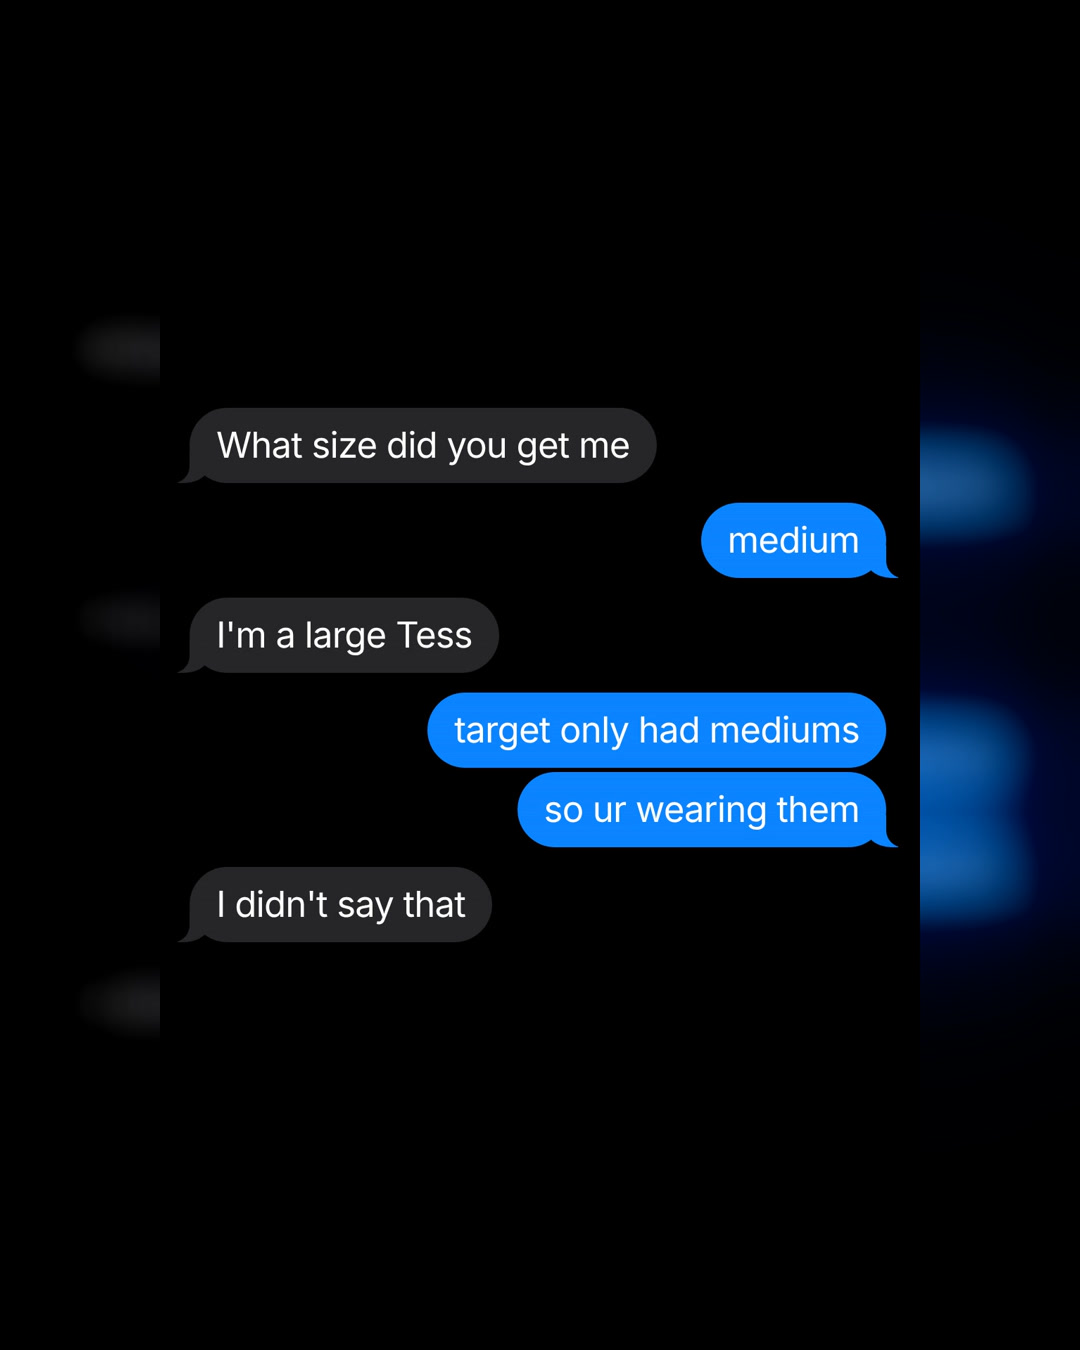 What size did you get me
medium
I'm a large Tess
target only had mediums
so ur wearing them
I didn't say that